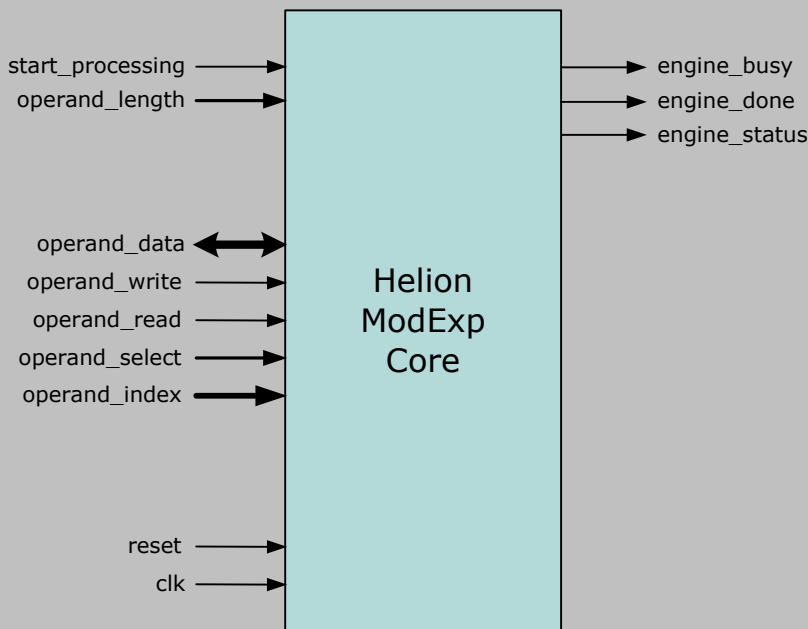 start_processing
operand_length
engine_busy
engine_done
engine_status
operand_data
operand_write
operand_read
operand_select
operand_index
Helion
ModExp
Core
reset
clk